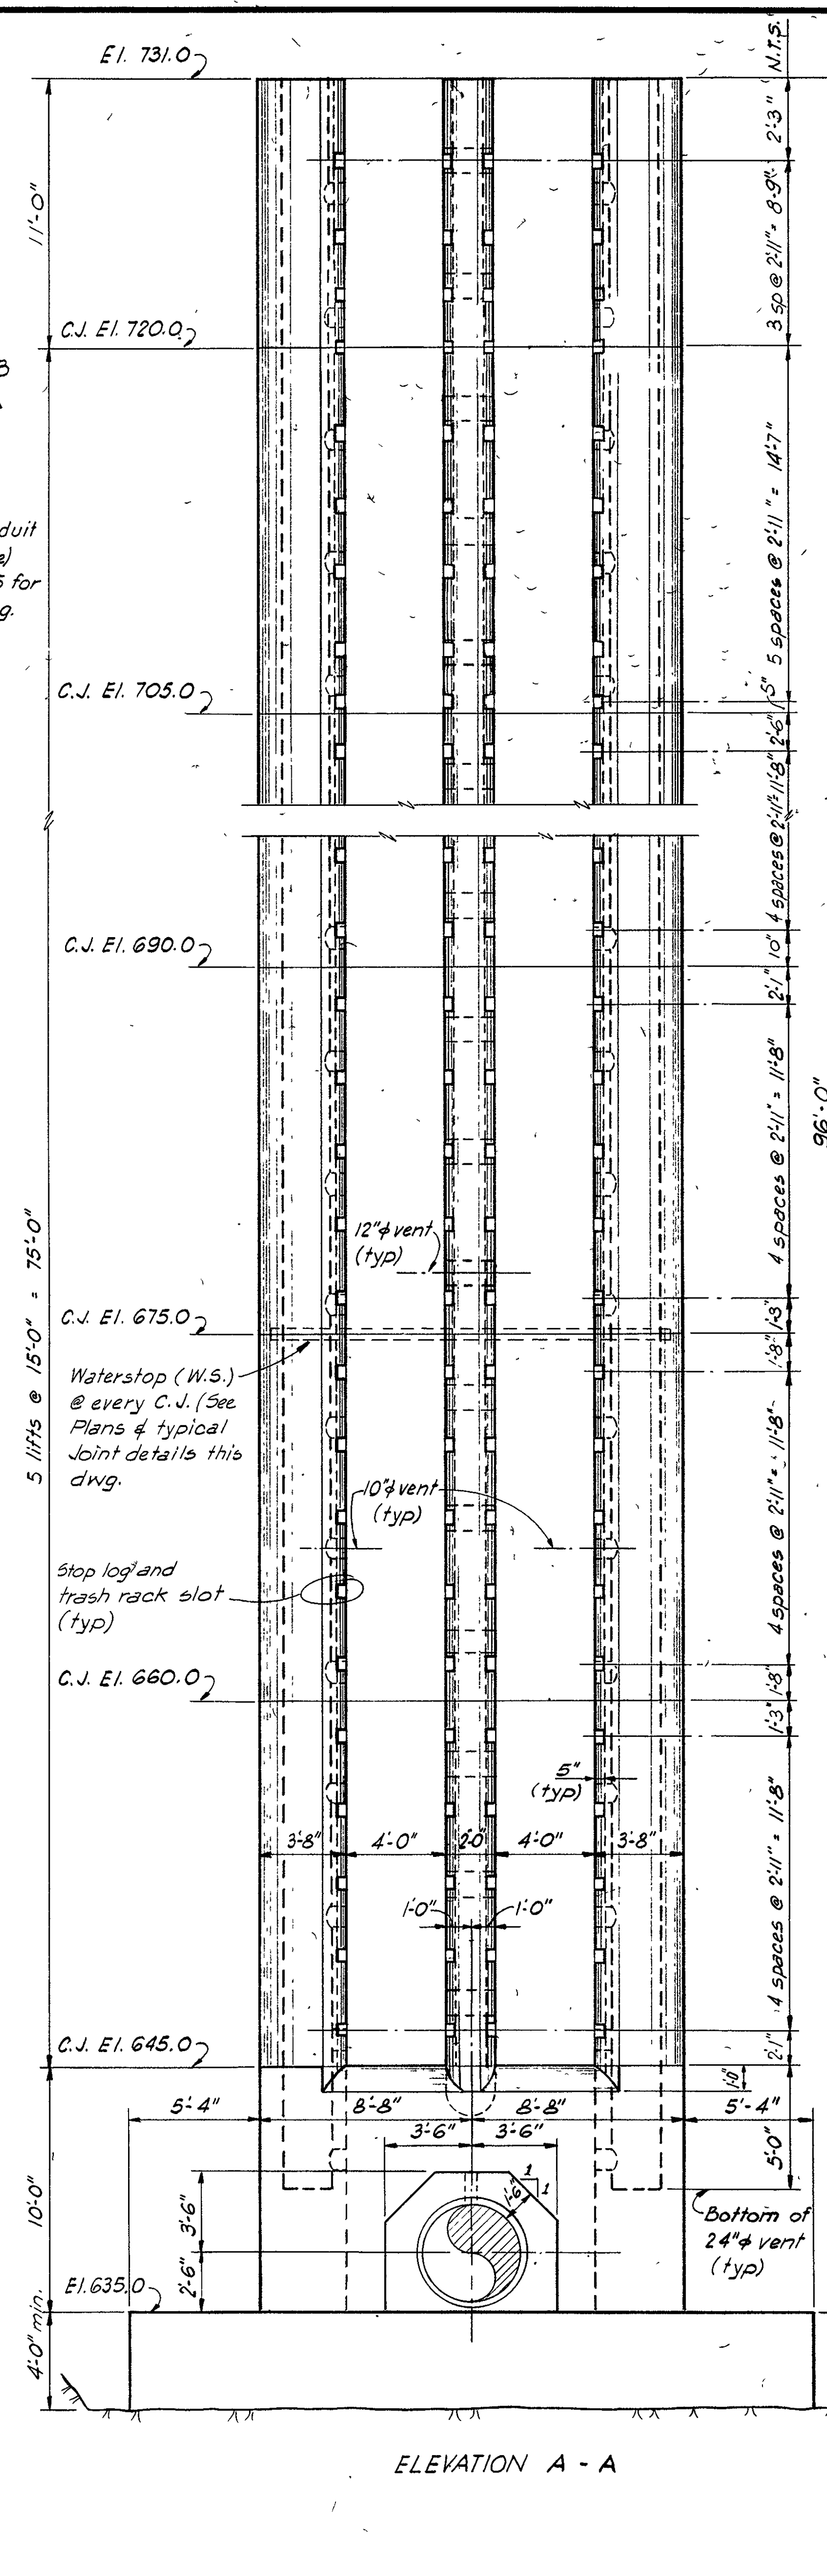 N.T.S.
El. 731.0
2'-3"
11'-0"
3 sp @ 2'-11" = 8'-9"
C.J. El. 720.0
B
duit
e)
5 for
g.
5 spaces @ 2'-11" = 14'-7"
C.J. El. 705.0
5"
2'-6"
4 spaces @ 2'-11" = 11'-8"
C.J. El. 690.0
10"
2'-1"
4 spaces @ 2'-11" = 11'-8"
96'-0"
12"ϕ vent
(typ)
5 lifts @ 15'-0" = 75'-0"
C.J. El. 675.0
1'-3"
1'-8"
Waterstop (W.S.)
@ every C.J. (See
Plans & typical
Joint details this
dwg.
4 spaces @ 2'-11" = 11'-8"
10"ϕ vent
(typ)
Stop log and
trash rack slot
(typ)
C.J. El. 660.0
1'-8"
1'-3"
5"
(typ)
3'-8" 4'-0" 2'-0" 4'-0" 3'-8"
4 spaces @ 2'-11" = 11'-8"
1'-0" 1'-0"
C.J. El. 645.0
2'-1"
1'-0"
5'-4" 8'-8" 8'-8" 5'-4"
3'-6" 3'-6"
5'-0"
1
1
1'-6"
10'-0"
3'-6"
2'-6"
Bottom of
24"ϕ vent
(typ)
El. 635.0
4'-0" min.
ELEVATION A - A